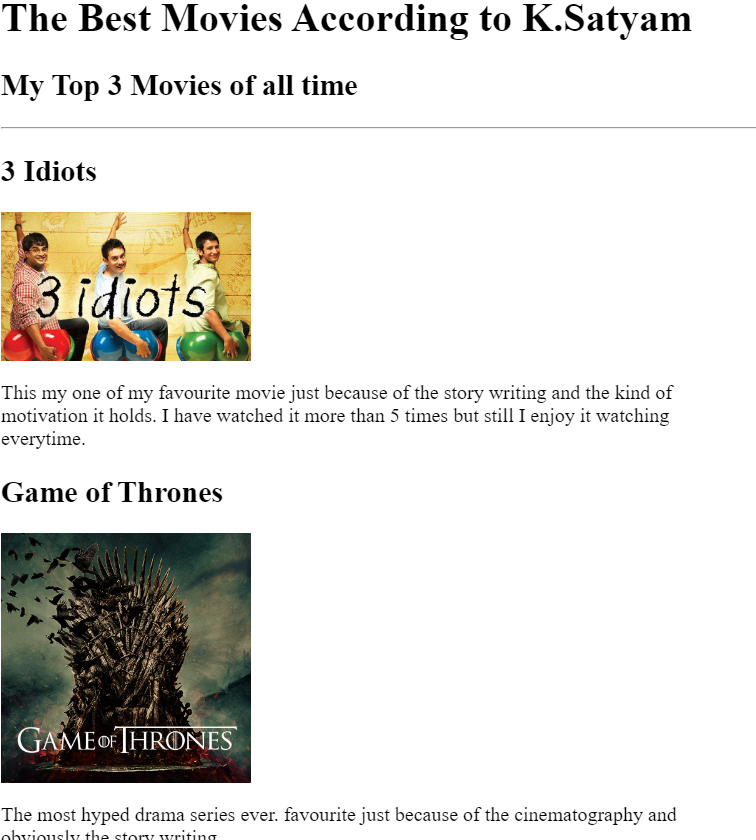 The Best Movies According to K.Satyam
My Top 3 Movies of all time
3 Idiots
3 idiots
This my one of my favourite movie just because of the story writing and the kind of
motivation it holds. I have watched it more than 5 times but still I enjoy it watching
everytime.
Game of Thrones
GAME OF THRONES
The most hyped drama series ever. favourite just because of the cinematography and
obviously the story writing.